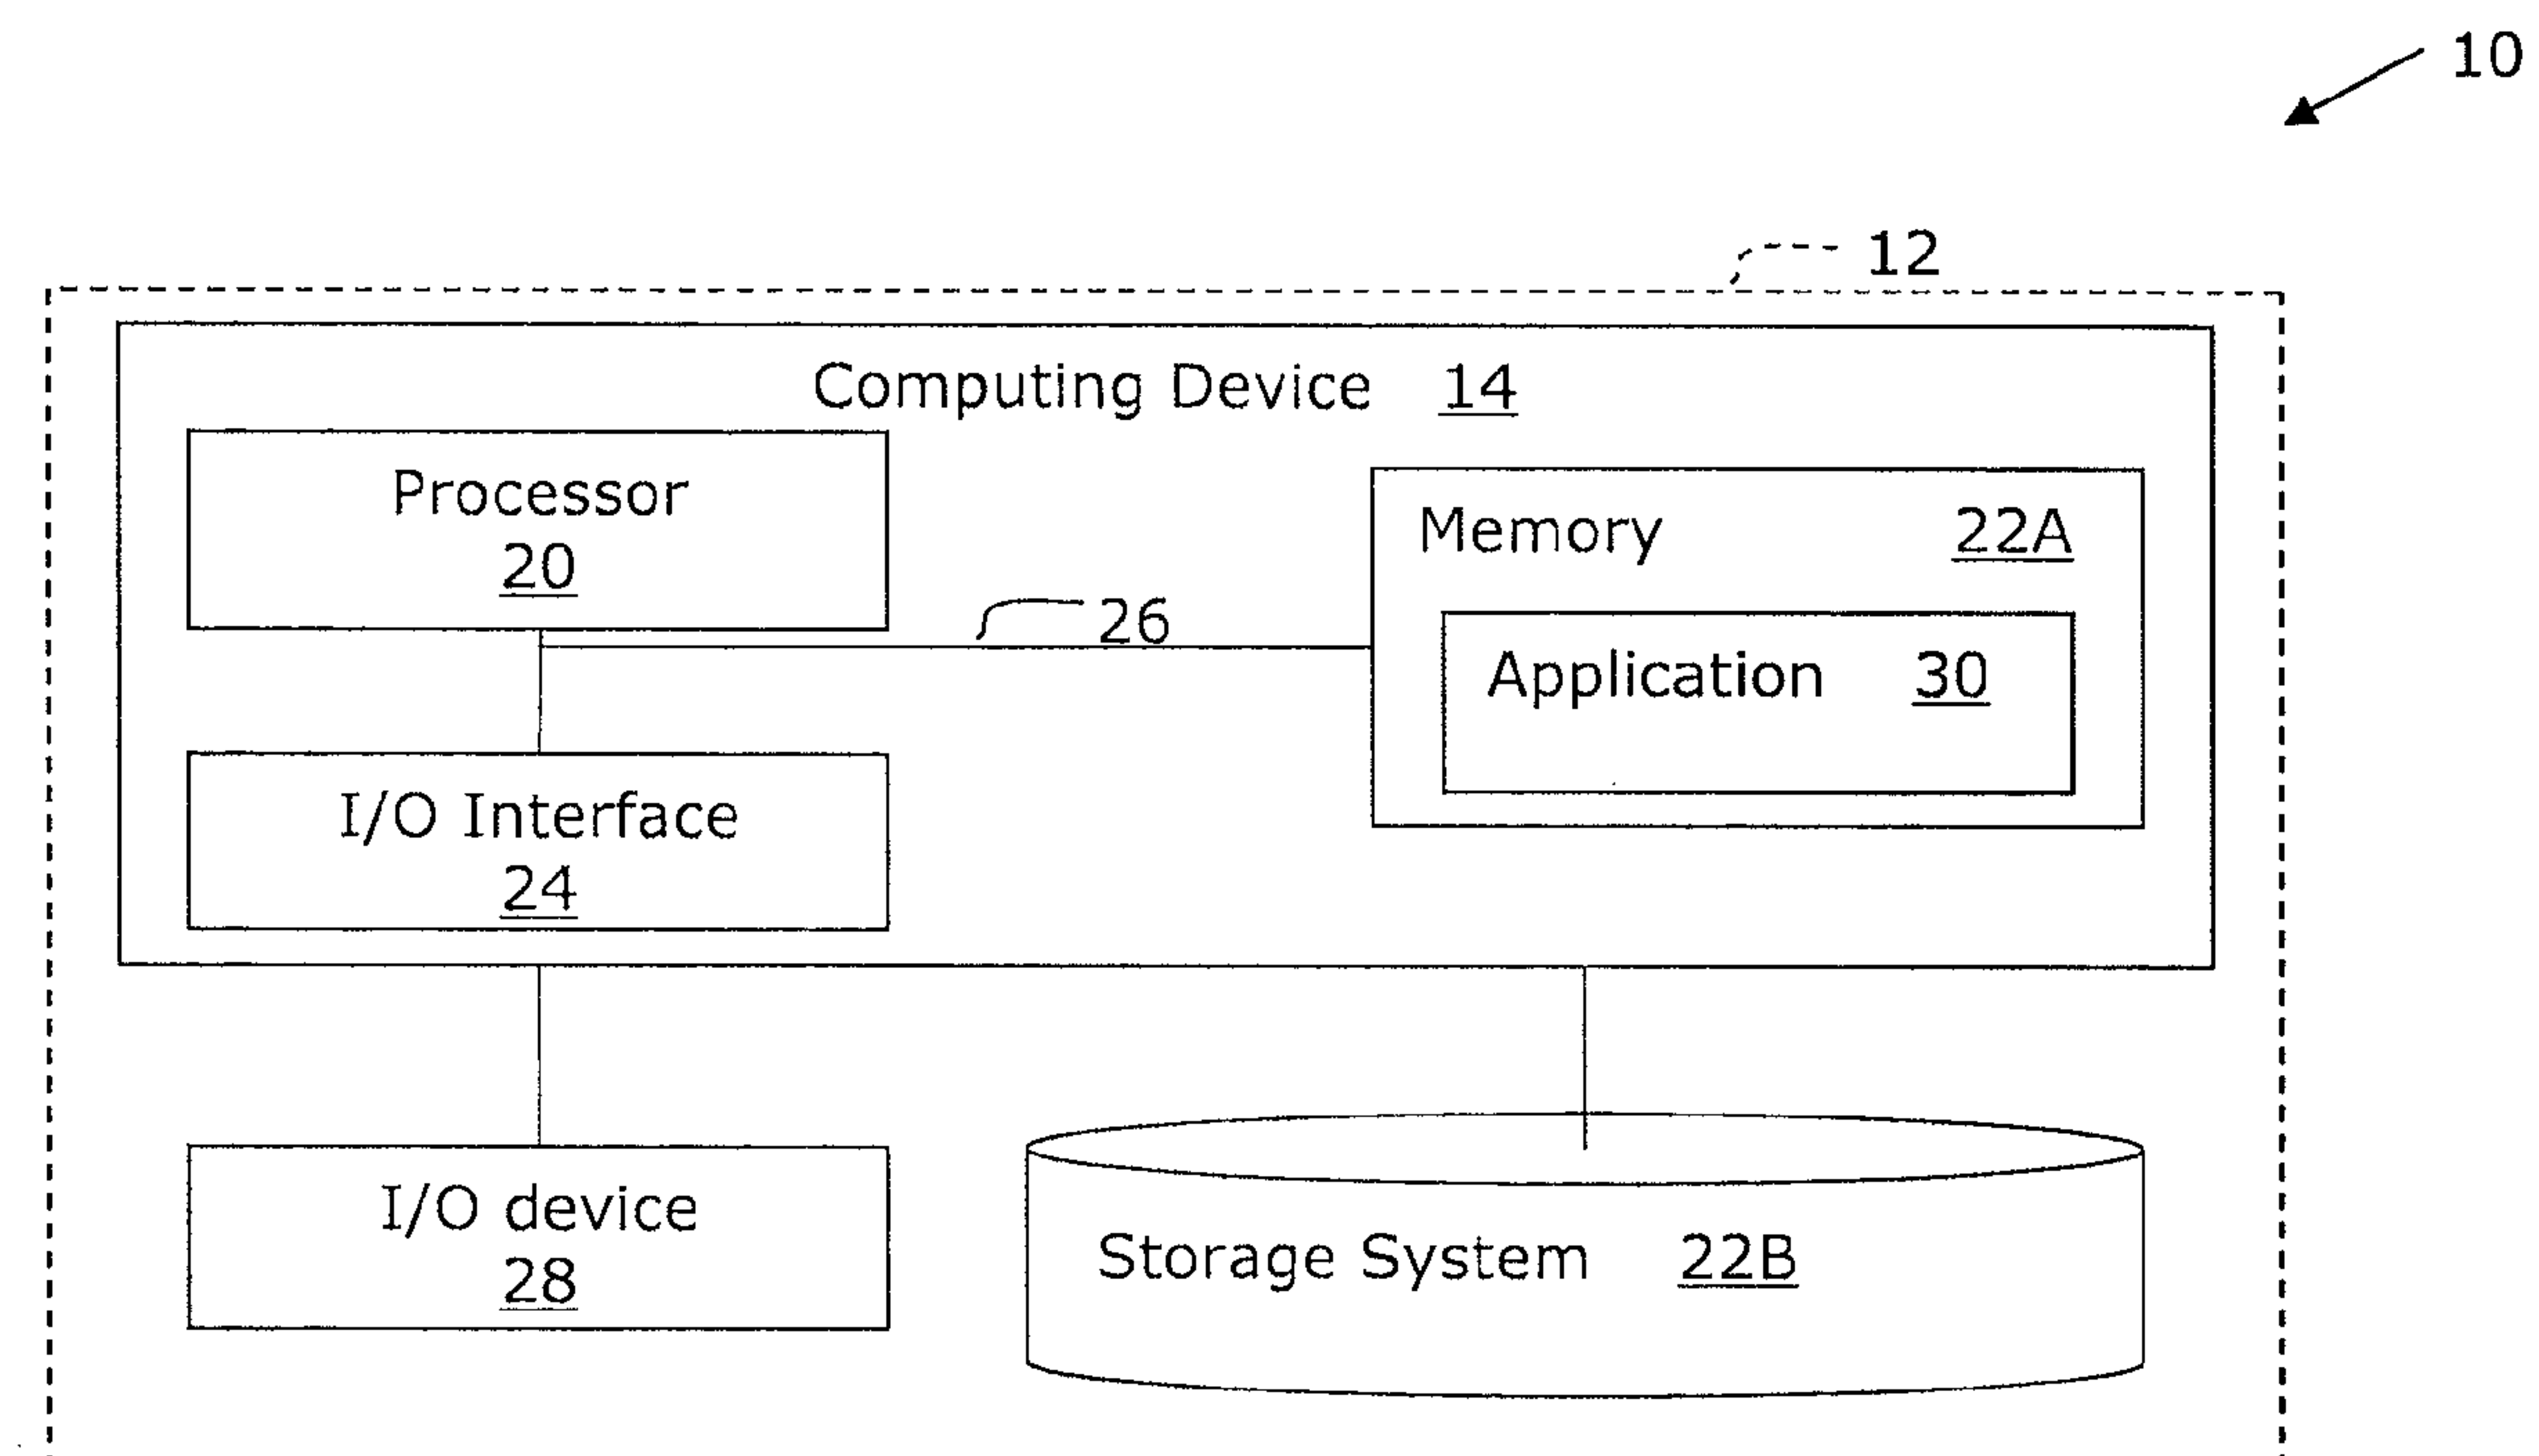 10
12
Computing Device 14
Processor
20
Memory 22A
26
Application 30
I/O Interface
24
I/O device
28
Storage System 22B